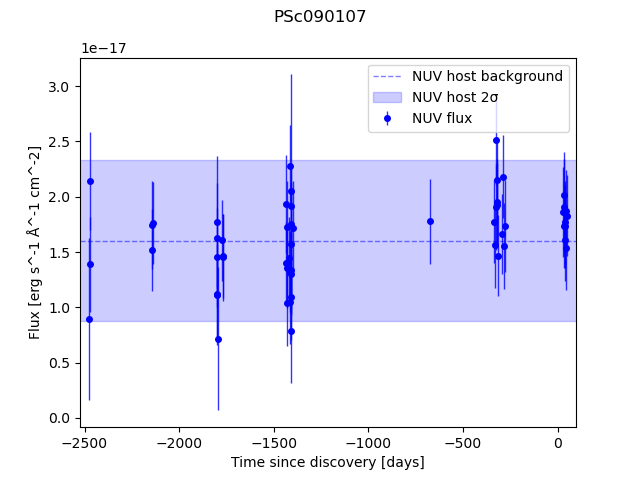 PSc090107
1e−17
NUV host background
NUV host 2σ
NUV flux
3.0
2.5
2.0
1.5
1.0
0.5
0.0
Flux [erg s^-1 Å^-1 cm^-2]
−2500 −2000 −1500 −1000 −500 0
Time since discovery [days]